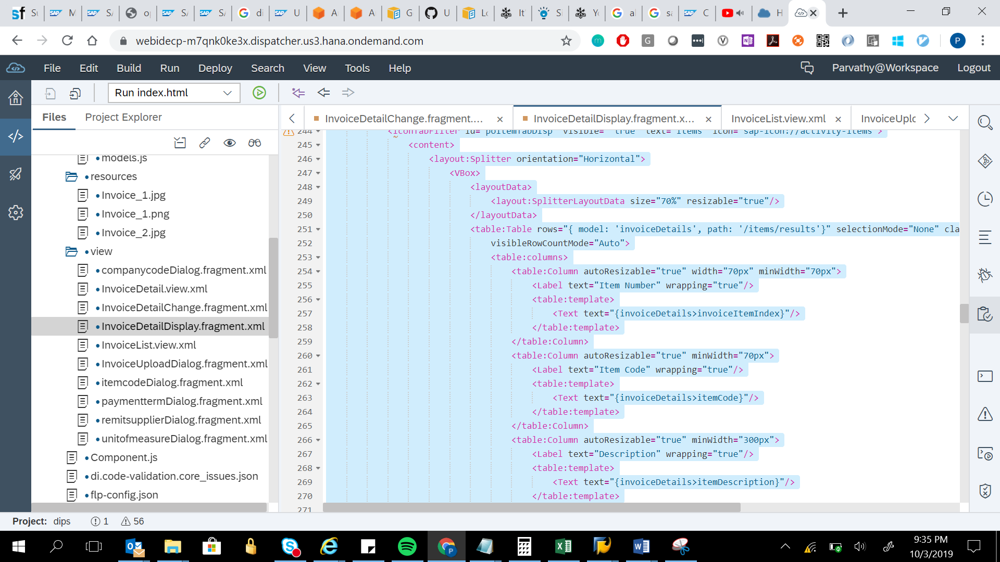 webidecp-m7qnk0ke3x.dispatcher.us3.hana.ondemand.com
File Edit Build Run Deploy Search View Tools Help
Parvathy@Workspace Logout
Run index.html
Files Project Explorer
InvoiceDetailChange.fragment.... InvoiceDetailDisplay.fragment.x... InvoiceList.view.xml InvoiceUplo
models.js
resources
Invoice_1.jpg
Invoice_1.png
Invoice_2.jpg
view
companycodeDialog.fragment.xml
InvoiceDetail.view.xml
InvoiceDetailChange.fragment.xml
InvoiceDetailDisplay.fragment.xml
InvoiceList.view.xml
InvoiceUploadDialog.fragment.xml
itemcodeDialog.fragment.xml
paymenttermDialog.fragment.xml
remitsupplierDialog.fragment.xml
unitofmeasureDialog.fragment.xml
Component.js
di.code-validation.core_issues.json
flp-config.json
244 <IconTabFilter id="poItemTabDisp" visible=" true" text="Items" icon="sap-icon://activity-items">
245 <content>
246 <layout:Splitter orientation="Horizontal">
247 <VBox>
248 <layoutData>
249 <layout:SplitterLayoutData size="70%" resizable="true"/>
250 </layoutData>
251 <table:Table rows="{ model: 'invoiceDetails', path: '/items/results'}" selectionMode="None" cla
252 visibleRowCountMode="Auto">
253 <table:columns>
254 <table:Column autoResizable="true" width="70px" minWidth="70px">
255 <Label text="Item Number" wrapping="true"/>
256 <table:template>
257 <Text text="{invoiceDetails>invoiceItemIndex}"/>
258 </table:template>
259 </table:Column>
260 <table:Column autoResizable="true" minWidth="70px">
261 <Label text="Item Code" wrapping="true"/>
262 <table:template>
263 <Text text="{invoiceDetails>itemCode}"/>
264 </table:template>
265 </table:Column>
266 <table:Column autoResizable="true" minWidth="300px">
267 <Label text="Description" wrapping="true"/>
268 <table:template>
269 <Text text="{invoiceDetails>itemDescription}"/>
270 </table:template>
271
Project: dips 1 56
9:35 PM
10/3/2019